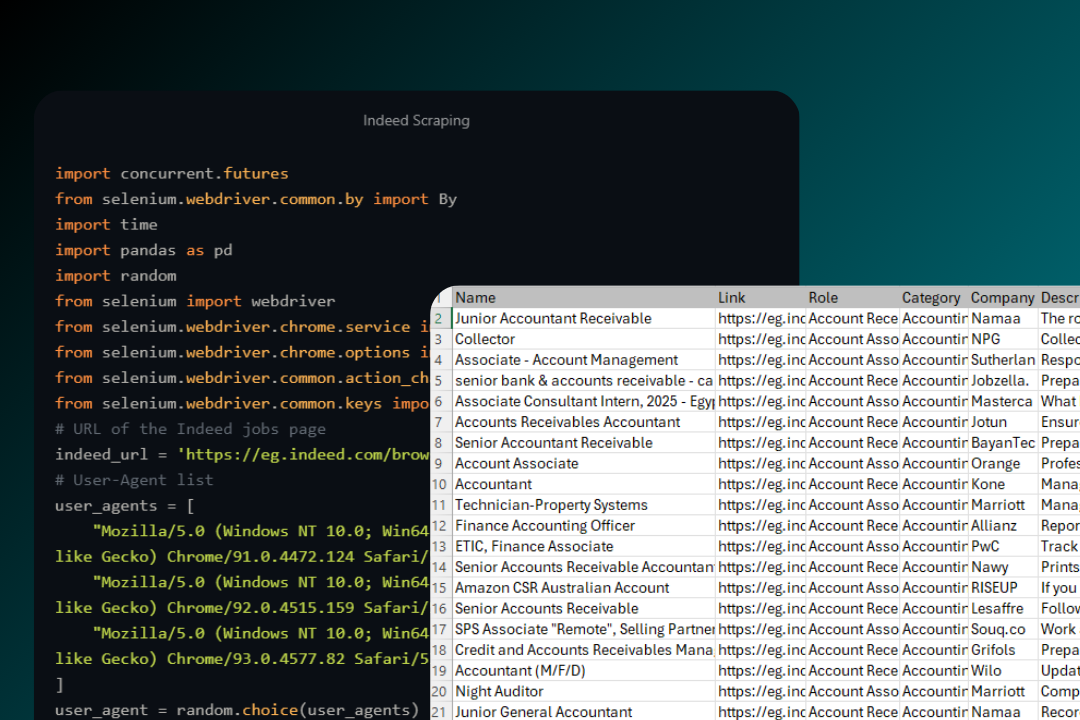 Indeed Scraping
import concurrent.futures
from selenium.webdriver.common.by import By
import time
import pandas as pd
import random
from selenium import webdriver
from selenium.webdriver.chrome.service i
from selenium.webdriver.chrome.options i
from selenium.webdriver.common.action_ch
from selenium.webdriver.common.keys impo
# URL of the Indeed jobs page
indeed_url = 'https://eg.indeed.com/brow
# User-Agent list
user_agents = [
"Mozilla/5.0 (Windows NT 10.0; Win64
like Gecko) Chrome/91.0.4472.124 Safari/
"Mozilla/5.0 (Windows NT 10.0; Win64
like Gecko) Chrome/92.0.4515.159 Safari/
"Mozilla/5.0 (Windows NT 10.0; Win64
like Gecko) Chrome/93.0.4577.82 Safari/5
]
user_agent = random.choice(user_agents)
1 Name Link Role Category Company Descr
2 Junior Accountant Receivable https://eg.inc Account Rece Accountin Namaa The ro
3 Collector https://eg.inc Account Asso Accountin NPG Collec
4 Associate - Account Management https://eg.inc Account Rece Accountin Sutherlan Respo
5 senior bank & accounts receivable - ca https://eg.inc Account Rece Accountin Jobzella. Prepa
6 Associate Consultant Intern, 2025 - Egyp https://eg.inc Account Rece Accountin Masterca What
7 Accounts Receivables Accountant https://eg.inc Account Rece Accountin Jotun Ensure
8 Senior Accountant Receivable https://eg.inc Account Rece Accountin BayanTec Prepa
9 Account Associate https://eg.inc Account Asso Accountin Orange Profes
10 Accountant https://eg.inc Account Asso Accountin Kone Manag
11 Technician-Property Systems https://eg.inc Account Asso Accountin Marriott Manag
12 Finance Accounting Officer https://eg.inc Account Asso Accountin Allianz Repor
13 ETIC, Finance Associate https://eg.inc Account Asso Accountin PwC Track
14 Senior Accounts Receivable Accountant https://eg.inc Account Asso Accountin Nawy Prints
15 Amazon CSR Australian Account https://eg.inc Account Asso Accountin RISEUP If you
16 Senior Accounts Receivable https://eg.inc Account Rece Accountin Lesaffre Follow
17 SPS Associate "Remote", Selling Partner https://eg.inc Account Asso Accountin Souq.co Work
18 Credit and Accounts Receivables Mana https://eg.inc Account Rece Accountin Grifols Prepa
19 Accountant (M/F/D) https://eg.inc Account Asso Accountin Wilo Updat
20 Night Auditor https://eg.inc Account Asso Accountin Marriott Comp
21 Junior General Accountant https://eg.inc Account Rece Accountin Namaa Recor